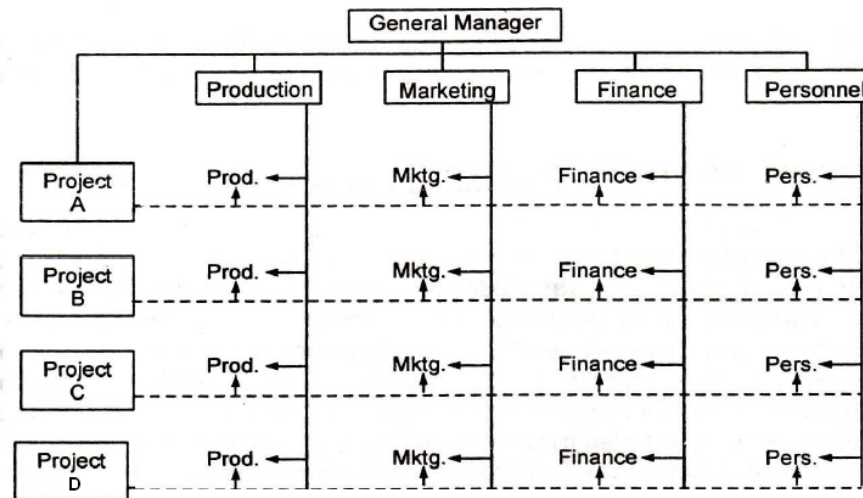 General Manager
Production Marketing Finance Personnel
Project
A
Prod. Mktg. Finance Pers.
Project
B
Prod. Mktg. Finance Pers.
Project
C
Prod. Mktg. Finance Pers.
Project
D
Prod. Mktg. Finance Pers.